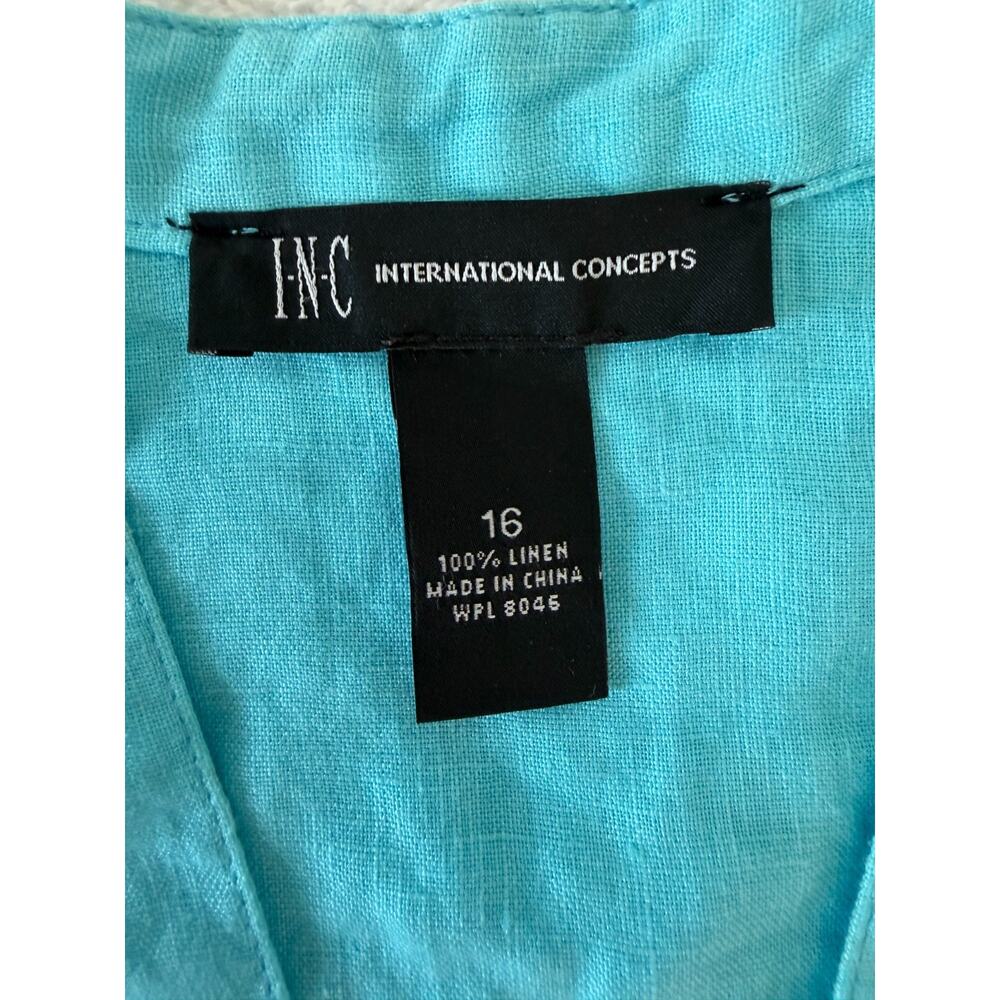 I·N·C INTERNATIONAL CONCEPTS
16
100% LINEN
MADE IN CHINA
WPL 8046